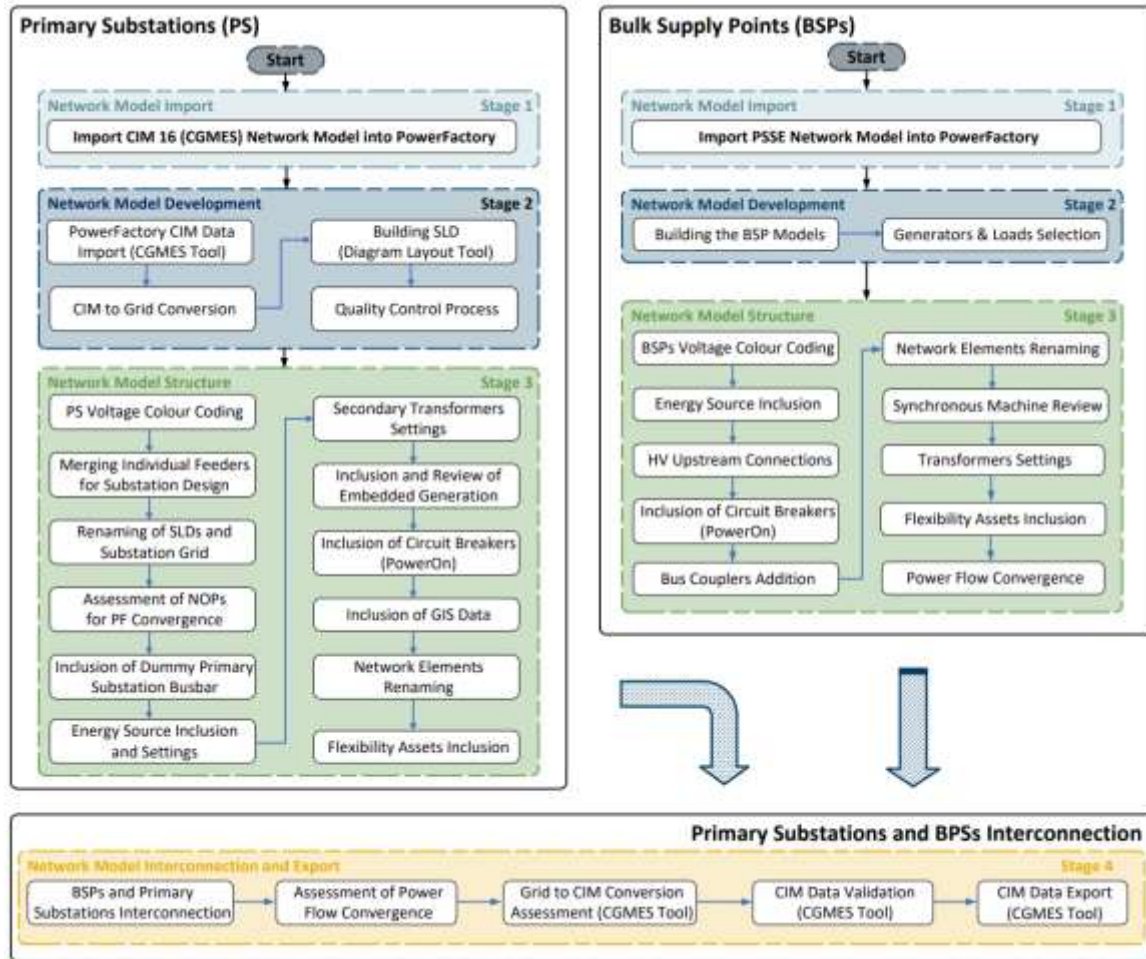 Primary Substations (PS)
Start
Network Model Import
Stage 1
Import CIM 16 (CGMES) Network Model into PowerFactory
Network Model Development
Stage 2
PowerFactory CIM Data
Import (CGMES Tool)
CIM to Grid Conversion
Building SLD
(Diagram Layout Tool)
Quality Control Process
Network Model Structure
Stage 3
PS Voltage Colour Coding
Merging Individual Feeders
for Substation Design
Renaming of SLDs and
Substation Grid
Assessment of NOPs
for PF Convergence
Inclusion of Dummy Primary
Substation Busbar
Energy Source Inclusion
and Settings
Secondary Transformers
Settings
Inclusion and Review of
Embedded Generation
Inclusion of Circuit Breakers
(PowerOn)
Inclusion of GIS Data
Network Elements
Renaming
Flexibility Assets Inclusion
Bulk Supply Points (BSPs)
Start
Network Model Import
Stage 1
Import PSSE Network Model into PowerFactory
Network Model Development
Stage 2
Building the BSP Models
Generators & Loads Selection
Network Model Structure
Stage 3
BSPs Voltage Colour Coding
Energy Source Inclusion
HV Upstream Connections
Inclusion of Circuit Breakers
(PowerOn)
Bus Couplers Addition
Network Elements Renaming
Synchronous Machine Review
Transformers Settings
Flexibility Assets Inclusion
Power Flow Convergence
Primary Substations and BPSs Interconnection
Network Model Interconnection and Export
Stage 4
BSPs and Primary
Substations Interconnection
Assessment of Power
Flow Convergence
Grid to CIM Conversion
Assessment (CGMES Tool)
CIM Data Validation
(CGMES Tool)
CIM Data Export
(CGMES Tool)